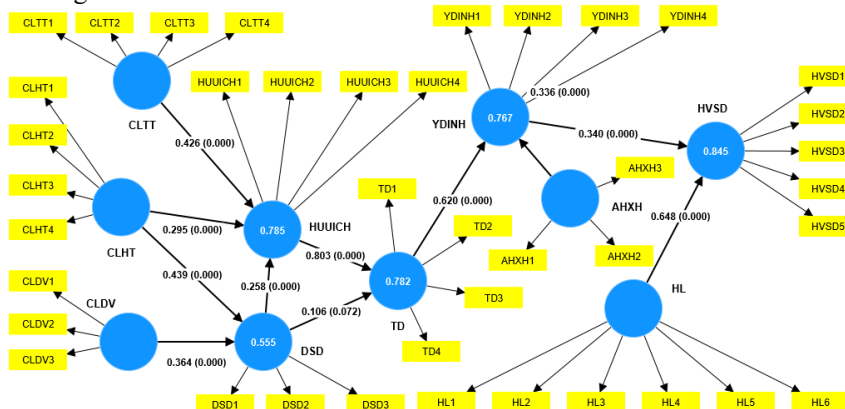 CLTT1
CLTT2
CLTT3
CLTT4
CLTT
YDINH1
YDINH2
YDINH3
YDINH4
0.336 (0.000)
YDINH
0.767
HUUICH1
HUUICH2
HUUICH3
HUUICH4
HVSD
0.845
HVSD1
HVSD2
HVSD3
HVSD4
HVSD5
0.340 (0.000)
CLHT1
CLHT2
CLHT3
CLHT4
CLHT
0.426 (0.000)
0.295 (0.000)
0.439 (0.000)
0.785
HUUICH
0.803 (0.000)
0.258 (0.000)
TD1
TD2
TD3
TD4
0.782
TD
0.620 (0.000)
AHXH3
AHXH
AHXH1
AHXH2
0.648 (0.000)
HL
CLDV
CLDV1
CLDV2
CLDV3
0.364 (0.000)
0.555
DSD
0.106 (0.072)
DSD1
DSD2
DSD3
HL1
HL2
HL3
HL4
HL5
HL6